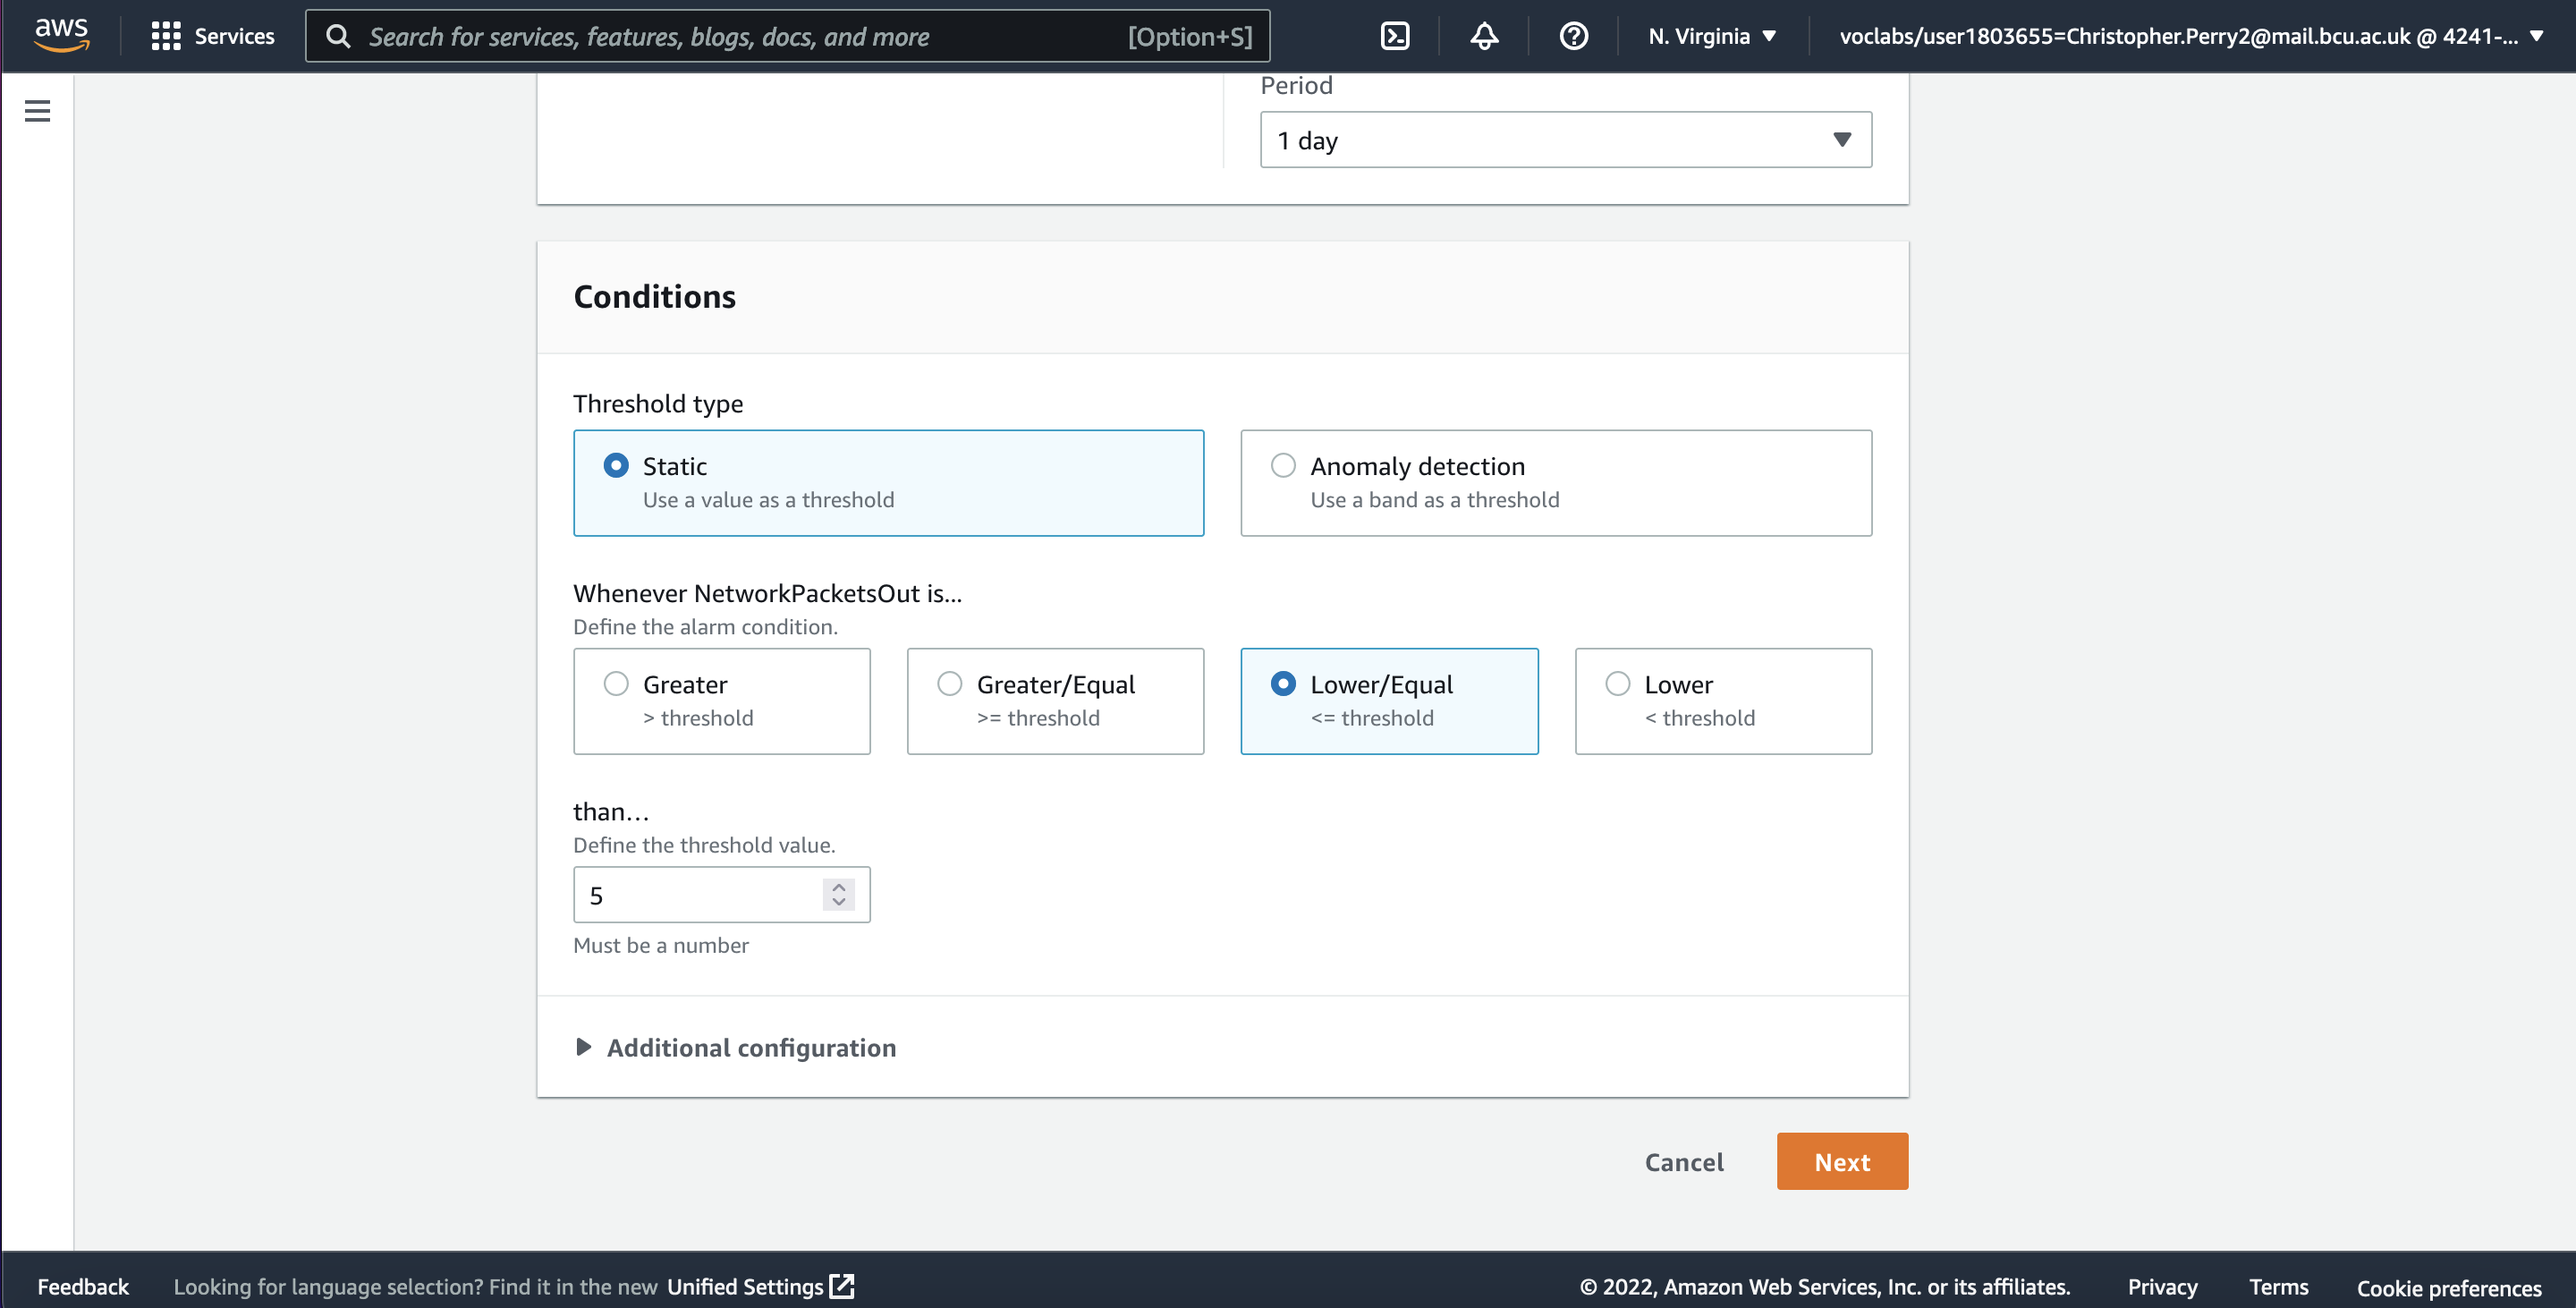 aws
Services
Search for services, features, blogs, docs, and more
[Option+S]
N. Virginia
voclabs/user1803655=Christopher.Perry2@mail.bcu.ac.uk @ 4241-...
Period
1 day
Conditions
Threshold type
Static
Use a value as a threshold
Anomaly detection
Use a band as a threshold
Whenever NetworkPacketsOut is...
Define the alarm condition.
Greater
> threshold
Greater/Equal
>= threshold
Lower/Equal
<= threshold
Lower
< threshold
than...
Define the threshold value.
5
Must be a number
Additional configuration
Cancel
Next
Feedback
Looking for language selection? Find it in the new Unified Settings
© 2022, Amazon Web Services, Inc. or its affiliates.
Privacy
Terms
Cookie preferences